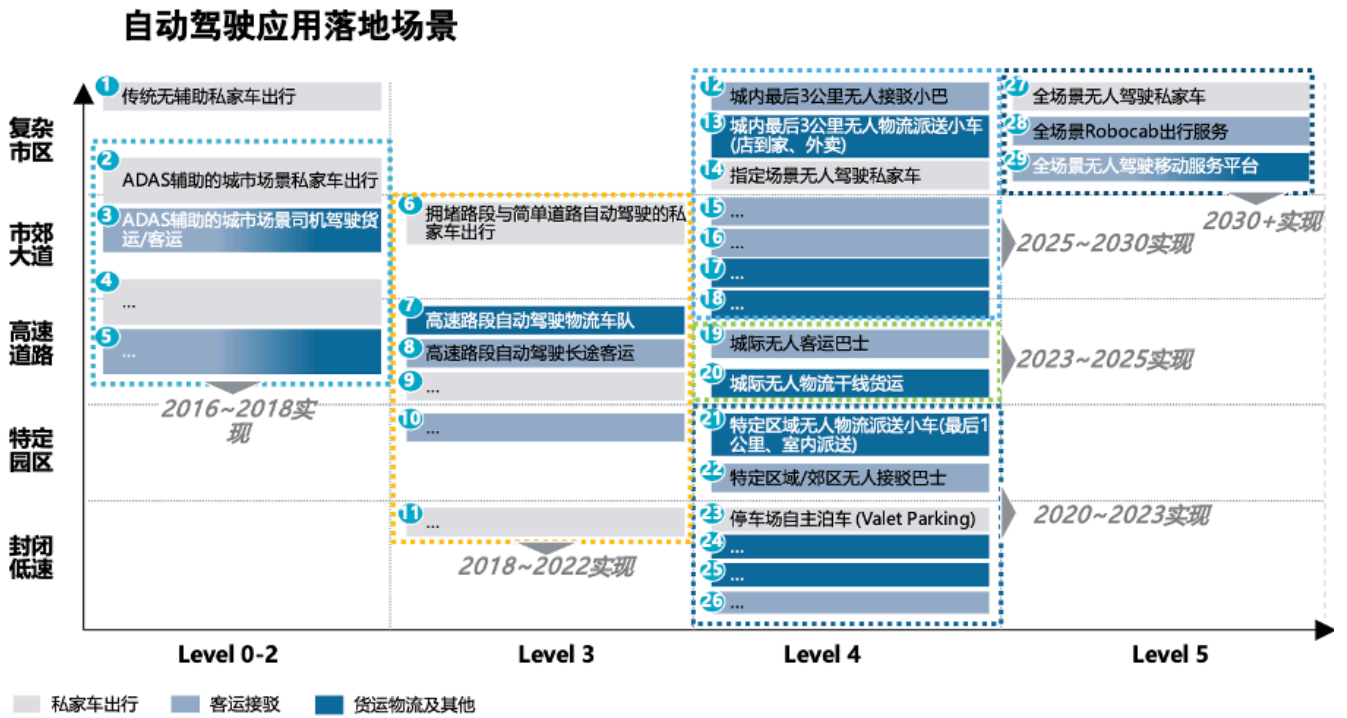 自动驾驶应用落地场景
复杂
市区
市郊
大道
高速
道路
特定
园区
封闭
低速
1
传统无辅助私家车出行
2
ADAS辅助的城市场景私家车出行
3
ADAS辅助的城市场景司机驾驶货
运/客运
4
...
5
...
2016~2018实
现
6
拥堵路段与简单道路自动驾驶的私
家车出行
7
高速路段自动驾驶物流车队
8
高速路段自动驾驶长途客运
9
...
10
...
11
...
2018~2022实现
12
城内最后3公里无人接驳小巴
13
城内最后3公里无人物流派送小车
(店到家、外卖)
14
指定场景无人驾驶私家车
15
...
16
...
17
...
18
...
2025~2030实现
19
城际无人客运巴士
20
城际无人物流干线货运
2023~2025实现
21
特定区域无人物流派送小车(最后1
公里、室内派送)
22
特定区域/郊区无人接驳巴士
23
停车场自主泊车 (Valet Parking)
24
...
25
...
26
...
2020~2023实现
27
全场景无人驾驶私家车
28
全场景Robocab出行服务
29
全场景无人驾驶移动服务平台
2030+实现
Level 0-2
Level 3
Level 4
Level 5
私家车出行
客运接驳
货运物流及其他